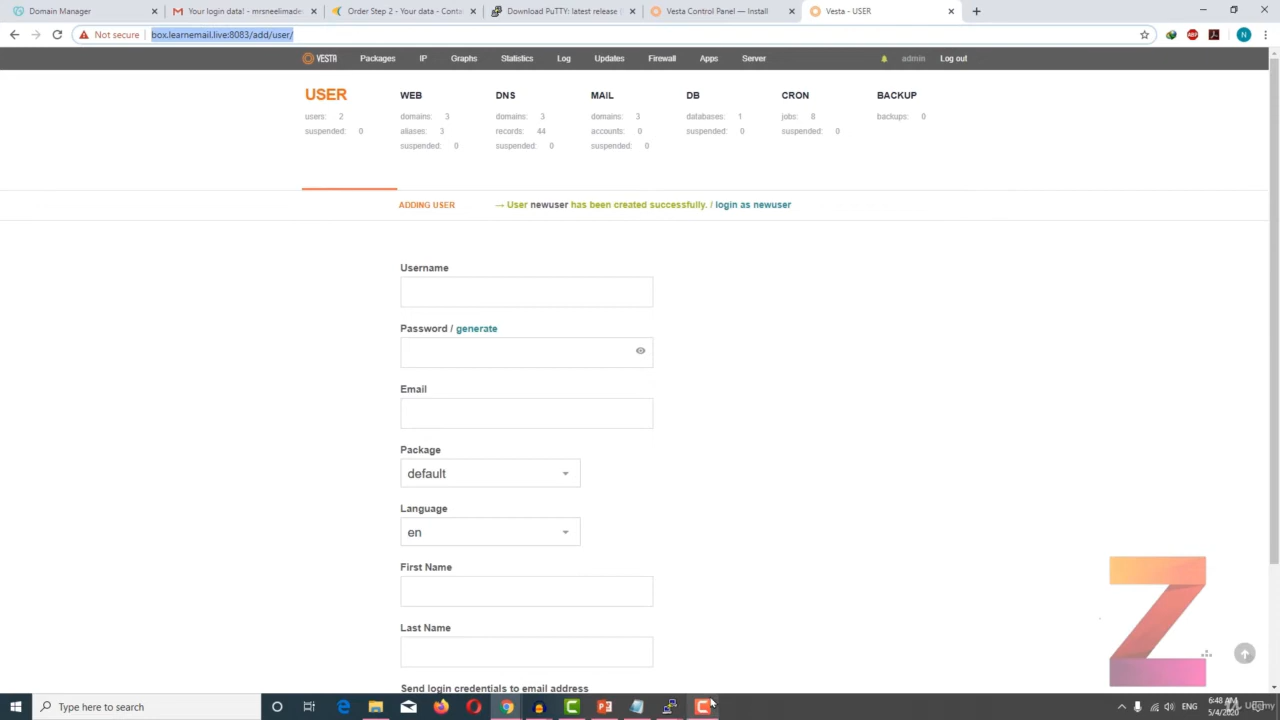 Domain Manager
Your login data! - mrsneelimade
Order Step 2 - Your data - Conta
Download PuTTY: latest release (
Vesta Control Panel — Install
Vesta - USER
Not secure
box.learnemail.live:8083/add/user/
N
VESTA
Packages
IP
Graphs
Statistics
Log
Updates
Firewall
Apps
Server
admin
Log out
USER
users: 2
suspended: 0
WEB
domains: 3
aliases: 3
suspended: 0
DNS
domains: 3
records: 44
suspended: 0
MAIL
domains: 3
accounts: 0
suspended: 0
DB
databases: 1
suspended: 0
CRON
jobs: 8
suspended: 0
BACKUP
backups: 0
ADDING USER
→ User newuser has been created successfully. / login as newuser
Username
Password / generate
Email
Package
default
Language
en
First Name
Last Name
Send login credentials to email address
Type here to search
ENG
6:48 AM
5/4/2020
Udemy